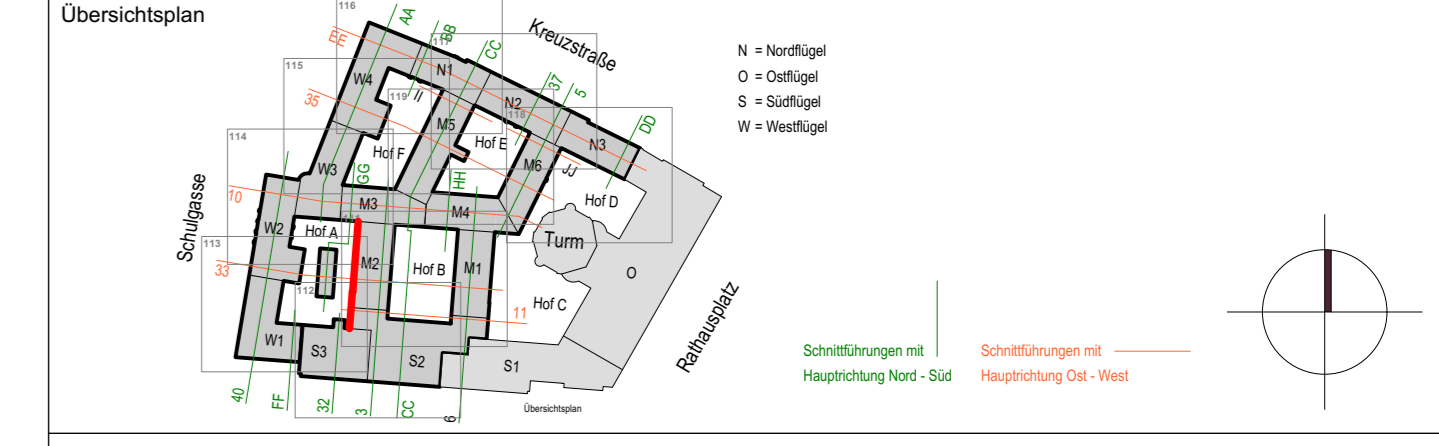 Übersichtsplan
116
AA
BB
Kreuzstraße
EE
117
CC
N = Nordflügel
O = Ostflügel
S = Südflügel
W = Westflügel
115
W4
N1
37
5
35
119
II
N2
118
DD
M5
Hof E
N3
114
Hof F
M6
JJ
W3
GG
HH
Hof D
Schulgasse
10
M3
111
M4
W2
Hof A
Turm
113
33
M2
Hof B
M1
O
112
11
Hof C
W1
S3
S2
S1
Rathausplatz
40
FF
32
3
CC
6
Übersichtsplan
Schnittführungen mit
Hauptrichtung Nord - Süd
Schnittführungen mit
Hauptrichtung Ost - West